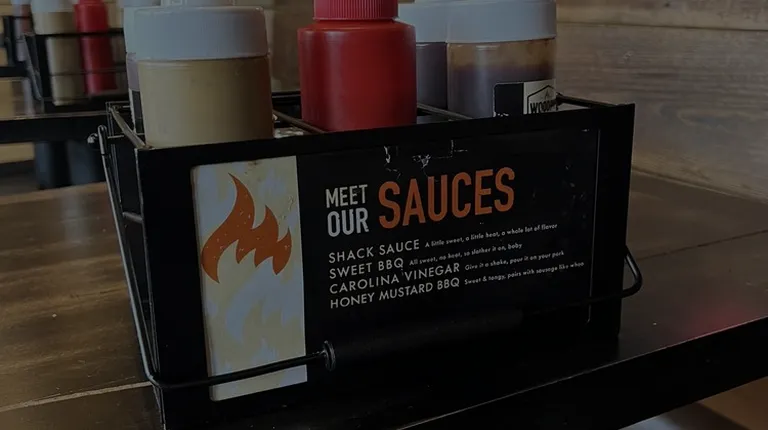 MEET OUR SAUCES
SHACK SAUCE A little sweet, a little heat, a whole lot of flavor
SWEET BBQ All sweet, no heat, so slather it on, baby
CAROLINA VINEGAR Give it a shake, pour it on your pork
HONEY MUSTARD BBQ Sweet & tangy, pairs with sausage like whoa